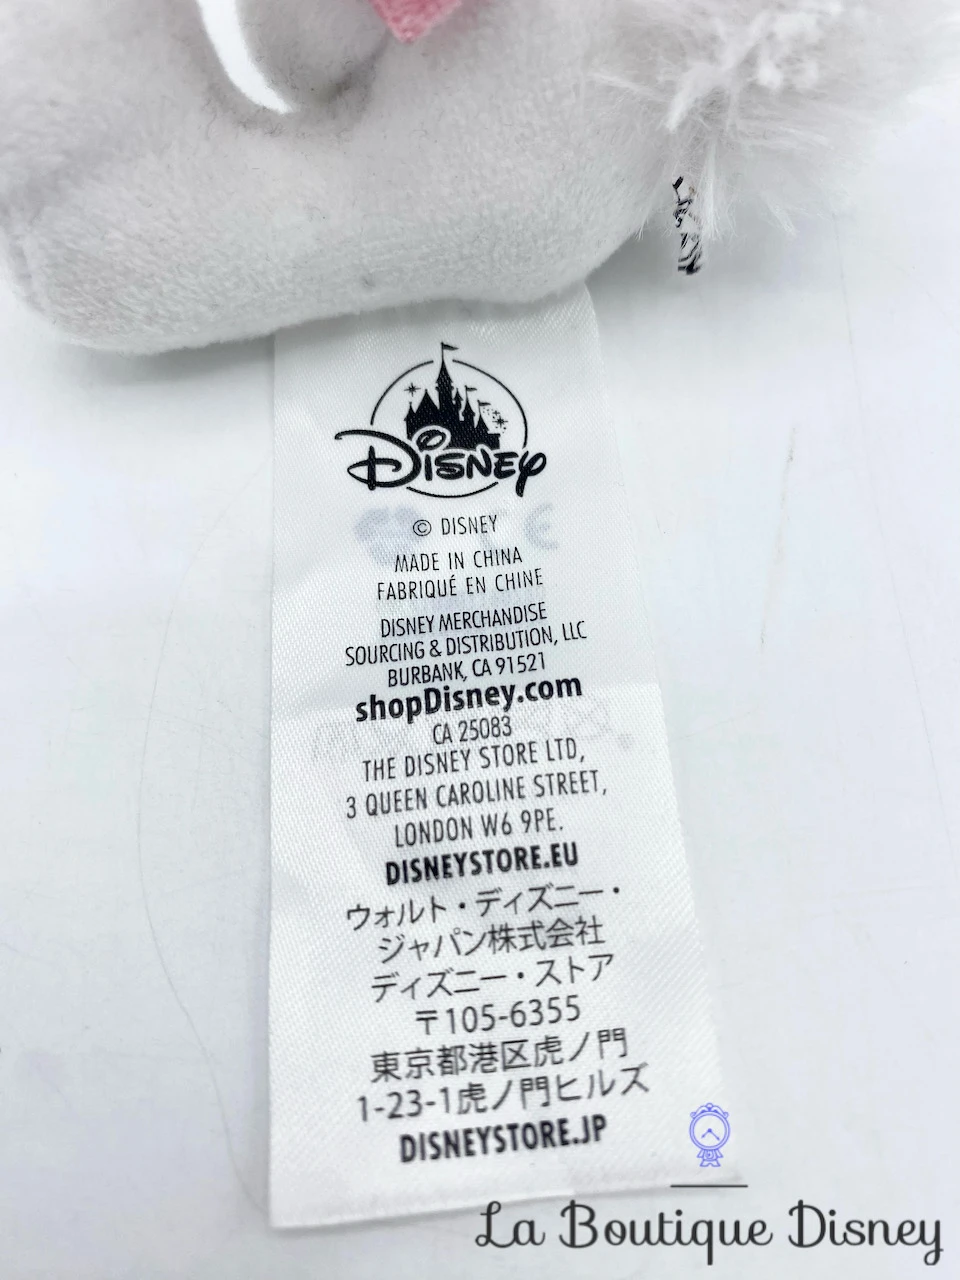 Disney
© DISNEY
CE
MADE IN CHINA
FABRIQUÉ EN CHINE
DISNEY MERCHANDISE
SOURCING & DISTRIBUTION, LLC
BURBANK, CA 91521
shopDisney.com
CA 25083
THE DISNEY STORE LTD,
3 QUEEN CAROLINE STREET,
LONDON W6 9PE.
DISNEYSTORE.EU
ウォルト・ディズニー・
ジャパン株式会社
ディズニー・ストア
〒105-6355
東京都港区虎ノ門
1-23-1虎ノ門ヒルズ
DISNEYSTORE.JP
La Boutique Disney